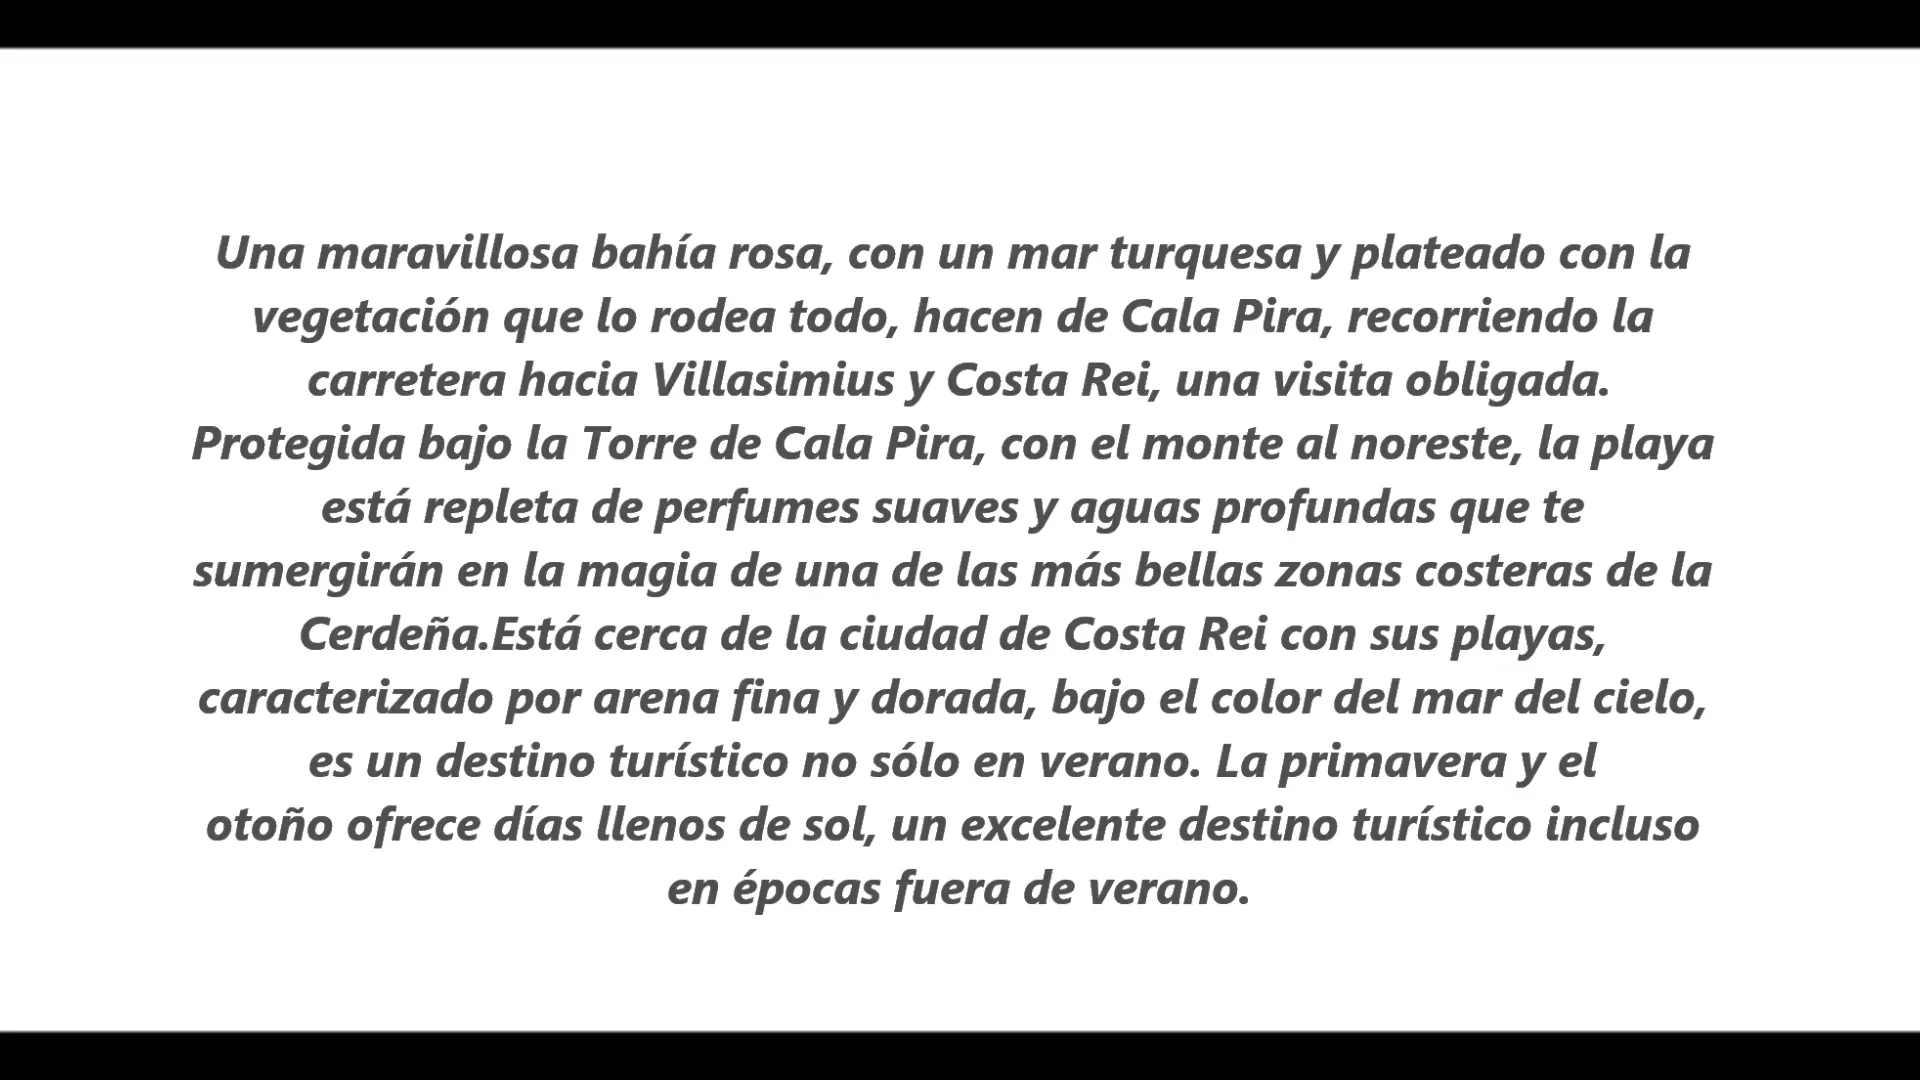 Una maravillosa bahía rosa, con un mar turquesa y plateado con la
vegetación que lo rodea todo, hacen de Cala Pira, recorriendo la
carretera hacia Villasimius y Costa Rei, una visita obligada.
Protegida bajo la Torre de Cala Pira, con el monte al noreste, la playa
está repleta de perfumes suaves y aguas profundas que te
sumergirán en la magia de una de las más bellas zonas costeras de la
Cerdeña.Está cerca de la ciudad de Costa Rei con sus playas,
caracterizado por arena fina y dorada, bajo el color del mar del cielo,
es un destino turístico no sólo en verano. La primavera y el
otoño ofrece días llenos de sol, un excelente destino turístico incluso
en épocas fuera de verano.